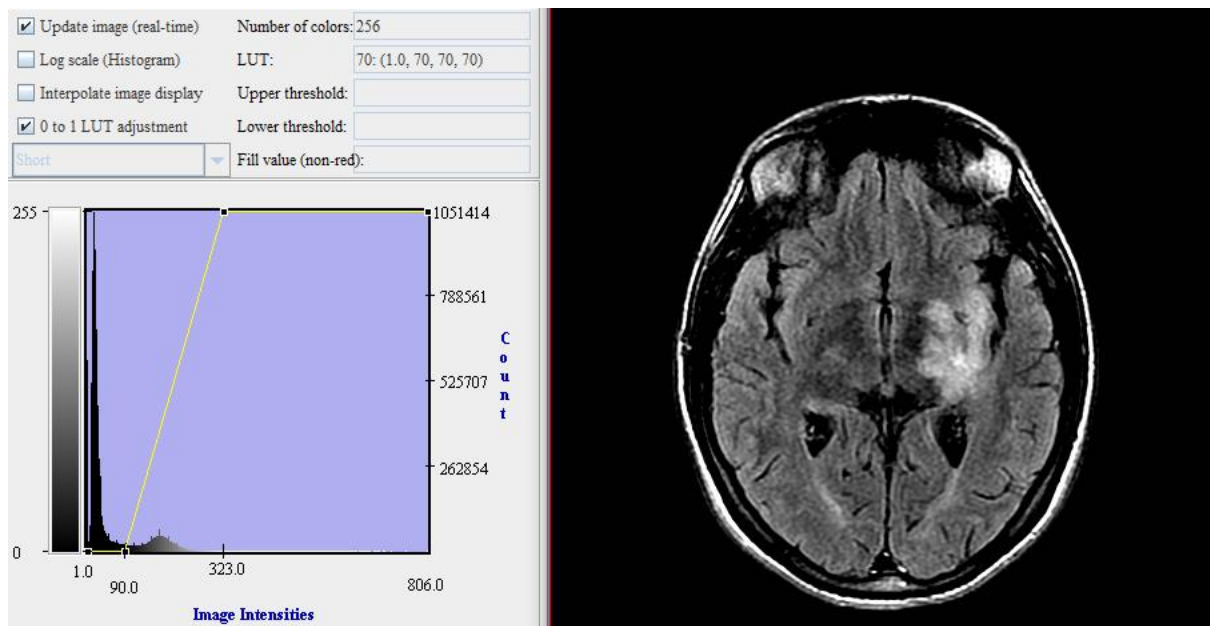 Update image (real-time) Number of colors: 256
Log scale (Histogram) LUT: 70: (1.0, 70, 70, 70)
Interpolate image display Upper threshold:
0 to 1 LUT adjustment Lower threshold:
Short Fill value (non-red):
255 1051414
788561
Count
525707
262854
0
1.0 90.0 323.0 806.0
Image Intensities